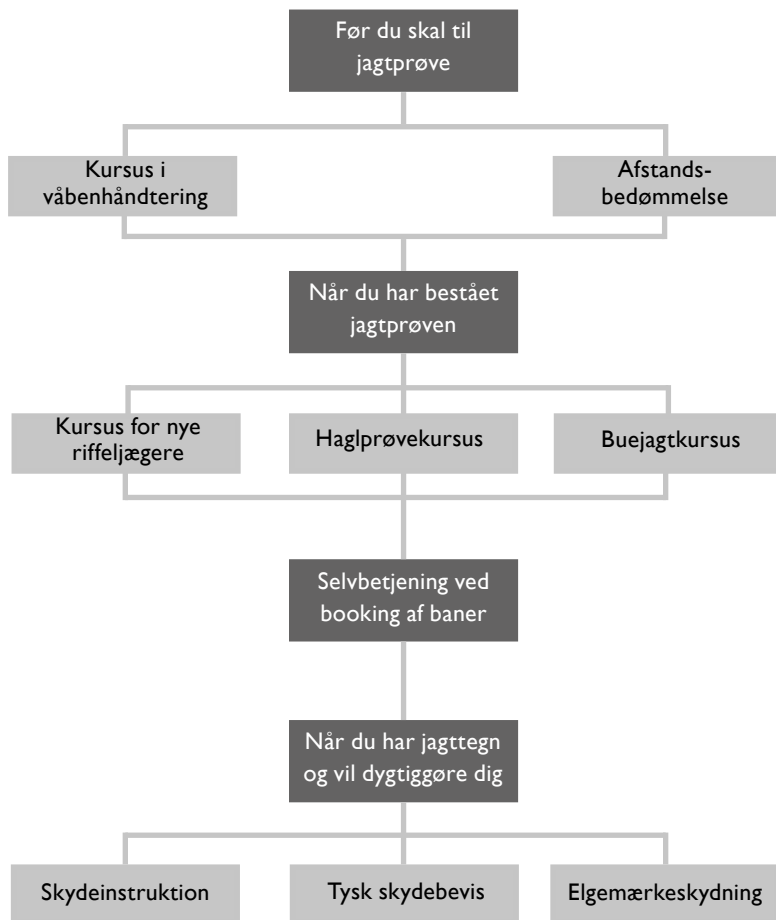 Før du skal til
jagtprøve
Kursus i
våbenhåndtering
Afstands-
bedømmelse
Når du har bestået
jagtprøven
Kursus for nye
riffeljægere
Haglprøvekursus
Buejagtkursus
Selvbetjening ved
booking af baner
Når du har jagttegn
og vil dygtiggøre dig
Skydeinstruktion
Tysk skydebevis
Elgemærkeskydning